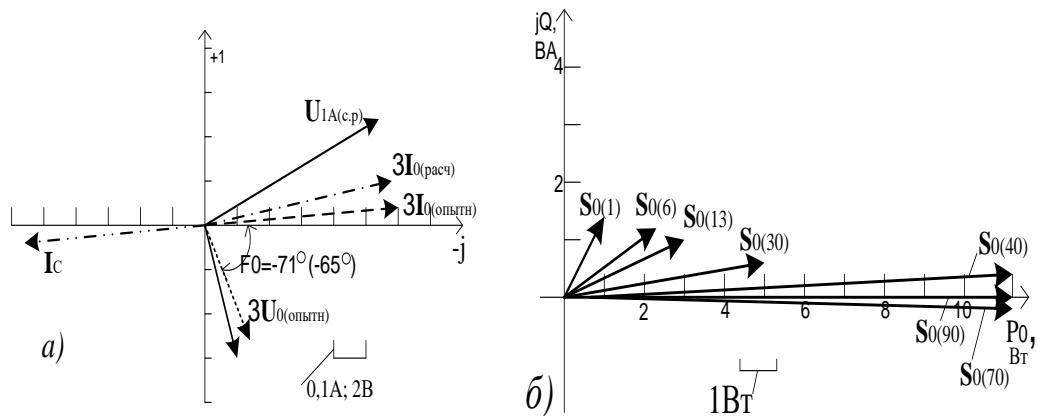 +1
U1A(с.р)
3I0(расч)
3I0(опытн)
-j
IC
F0=-71° (-65°)
3U0(опытн)
а)
0,1А; 2В
jQ,
ВА
4
2
S0(1)
S0(6)
S0(13)
S0(30)
S0(40)
2
4
6
8
10
P0,
Вт
S0(90)
S0(70)
1Вт
б)